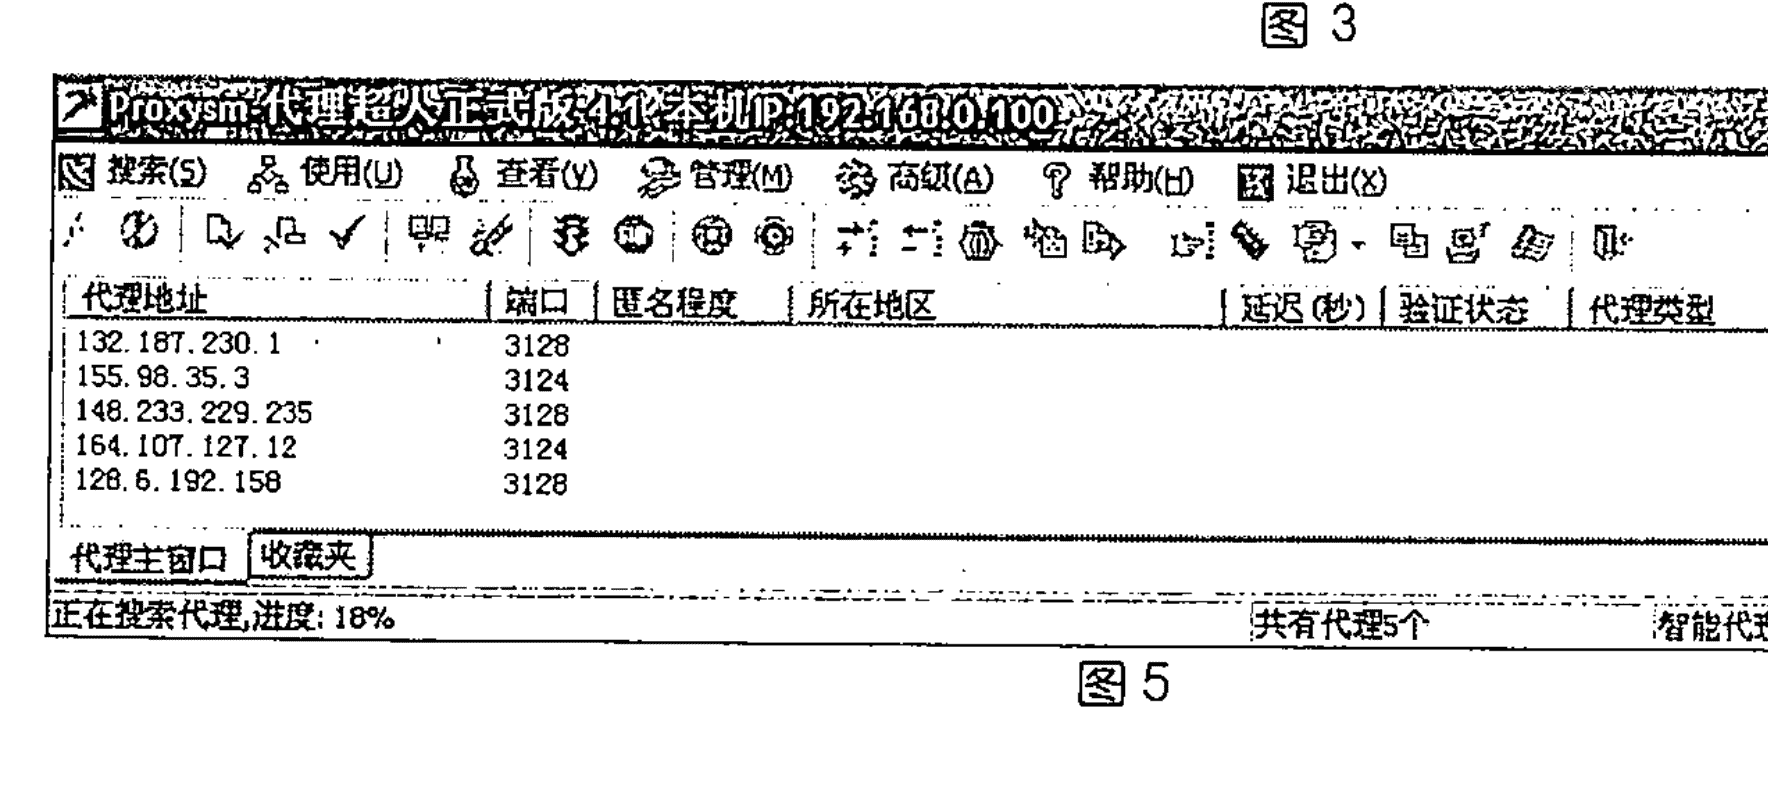 图 3
Proxysm-代理超人正式版-4.1，本机IP:192.168.0.100
搜索(S) 使用(U) 查看(V) 管理(M) 高级(A) 帮助(H) 退出(X)
代理地址 端口 匿名程度 所在地区 延迟(秒) 验证状态 代理类型
132.187.230.1 3128
155.98.35.3 3124
148.233.229.235 3128
164.107.127.12 3124
128.6.192.158 3128
代理主窗口 收藏夹
正在搜索代理,进度: 18% 共有代理5个 智能代理
图 5